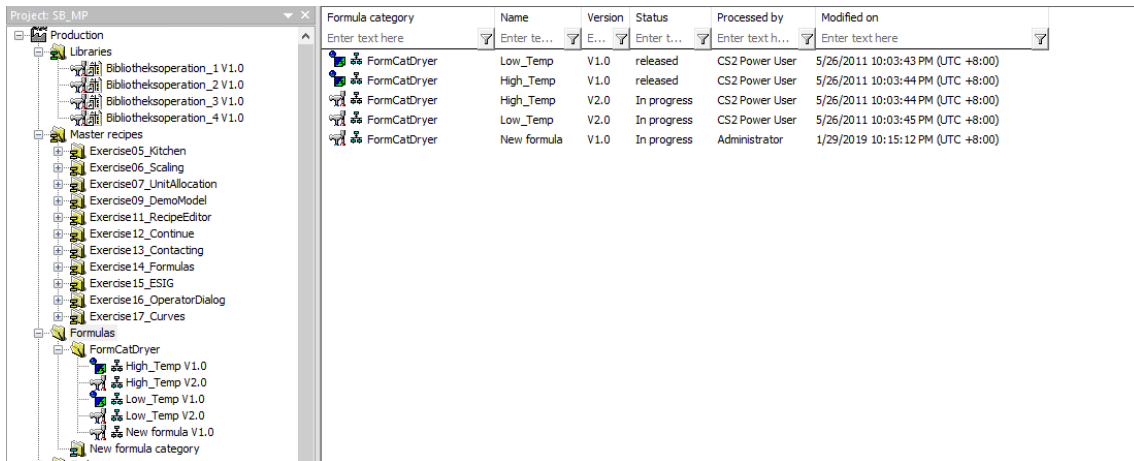 Project: SB_MP
Production
Libraries
Bibliotheksoperation_1 V1.0
Bibliotheksoperation_2 V1.0
Bibliotheksoperation_3 V1.0
Bibliotheksoperation_4 V1.0
Master recipes
Exercise05_Kitchen
Exercise06_Scaling
Exercise07_UnitAllocation
Exercise09_DemoModel
Exercise11_RecipeEditor
Exercise12_Continue
Exercise13_Contacting
Exercise14_Formulas
Exercise15_ESIG
Exercise16_OperatorDialog
Exercise17_Curves
Formulas
FormCatDryer
High_Temp V1.0
High_Temp V2.0
Low_Temp V1.0
Low_Temp V2.0
New formula V1.0
New formula category
Formula category Name Version Status Processed by Modified on
Enter text here Enter te... E... Enter t... Enter text h... Enter text here
FormCatDryer Low_Temp V1.0 released CS2 Power User 5/26/2011 10:03:43 PM (UTC +8:00)
FormCatDryer High_Temp V1.0 released CS2 Power User 5/26/2011 10:03:44 PM (UTC +8:00)
FormCatDryer High_Temp V2.0 In progress CS2 Power User 5/26/2011 10:03:44 PM (UTC +8:00)
FormCatDryer Low_Temp V2.0 In progress CS2 Power User 5/26/2011 10:03:45 PM (UTC +8:00)
FormCatDryer New formula V1.0 In progress Administrator 1/29/2019 10:15:12 PM (UTC +8:00)